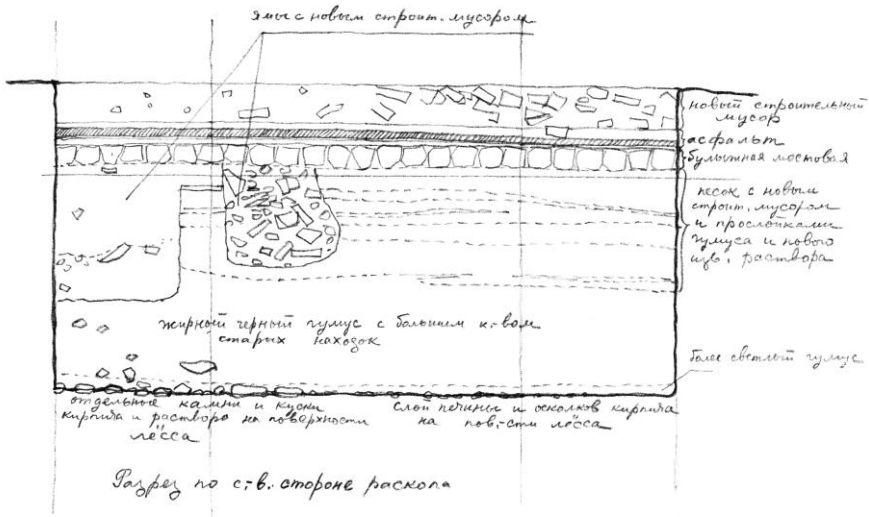 ямы с новым строит. мусором
новый строительный
мусор
асфальт
булыжная мостовая
песок с новым
строит. мусором
и прослойками
гумуса и нового
изв. раствора
жирный черный гумус с большим к-вом
старых находок
более светлый гумус
отдельные камни и куски
кирпича и раствора на поверхности
лёсса
слой печины и осколков кирпича
на пов-сти лёсса
Разрез по с-в. стороне раскопа